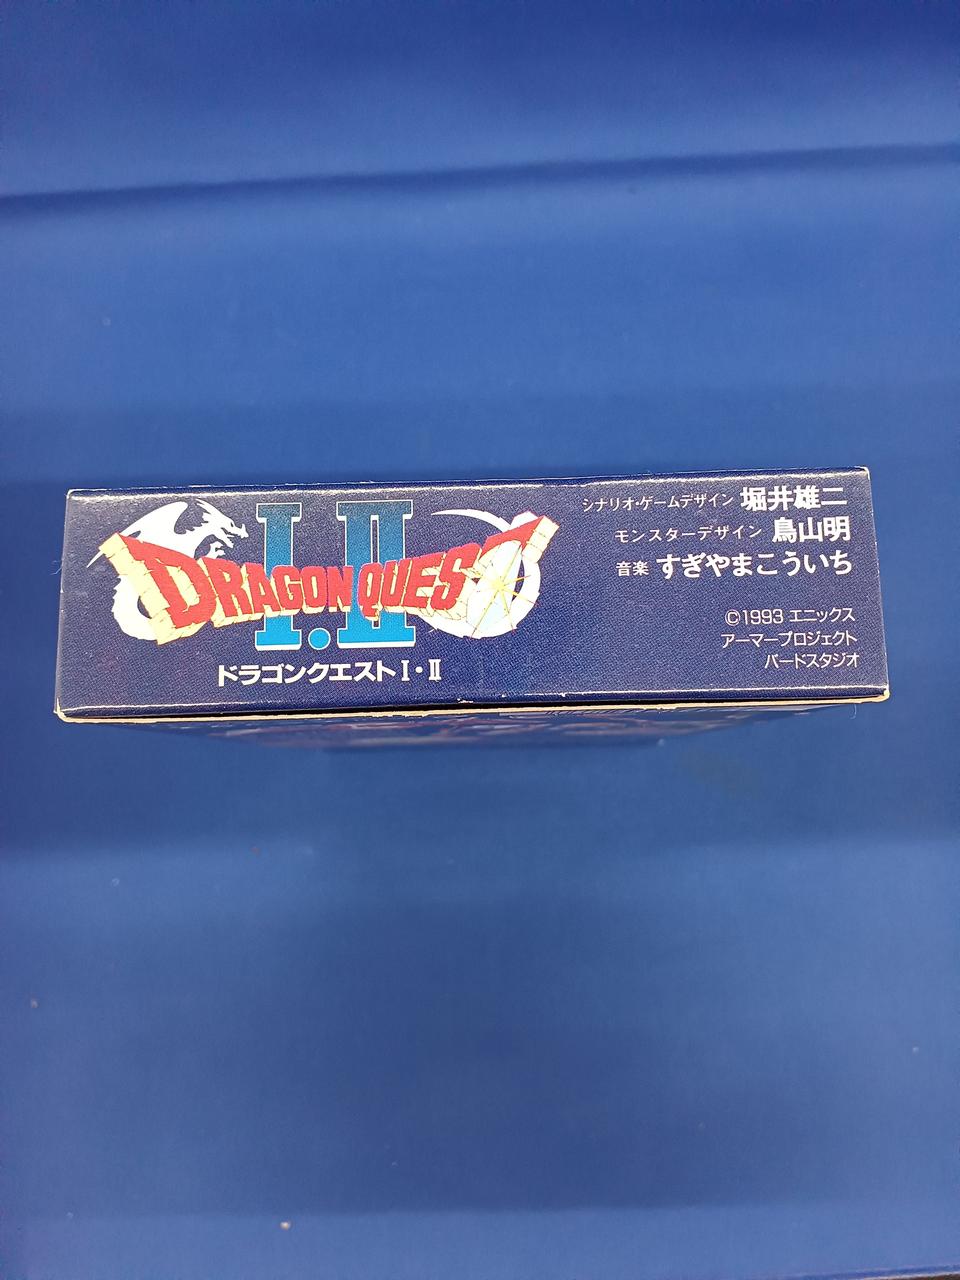 I・II
DRAGON QUEST
ドラゴンクエストⅠ・Ⅱ
シナリオ・ゲームデザイン 堀井雄二
モンスターデザイン 鳥山明
音楽 すぎやまこういち
©1993 エニックス
アーマープロジェクト
バードスタジオ